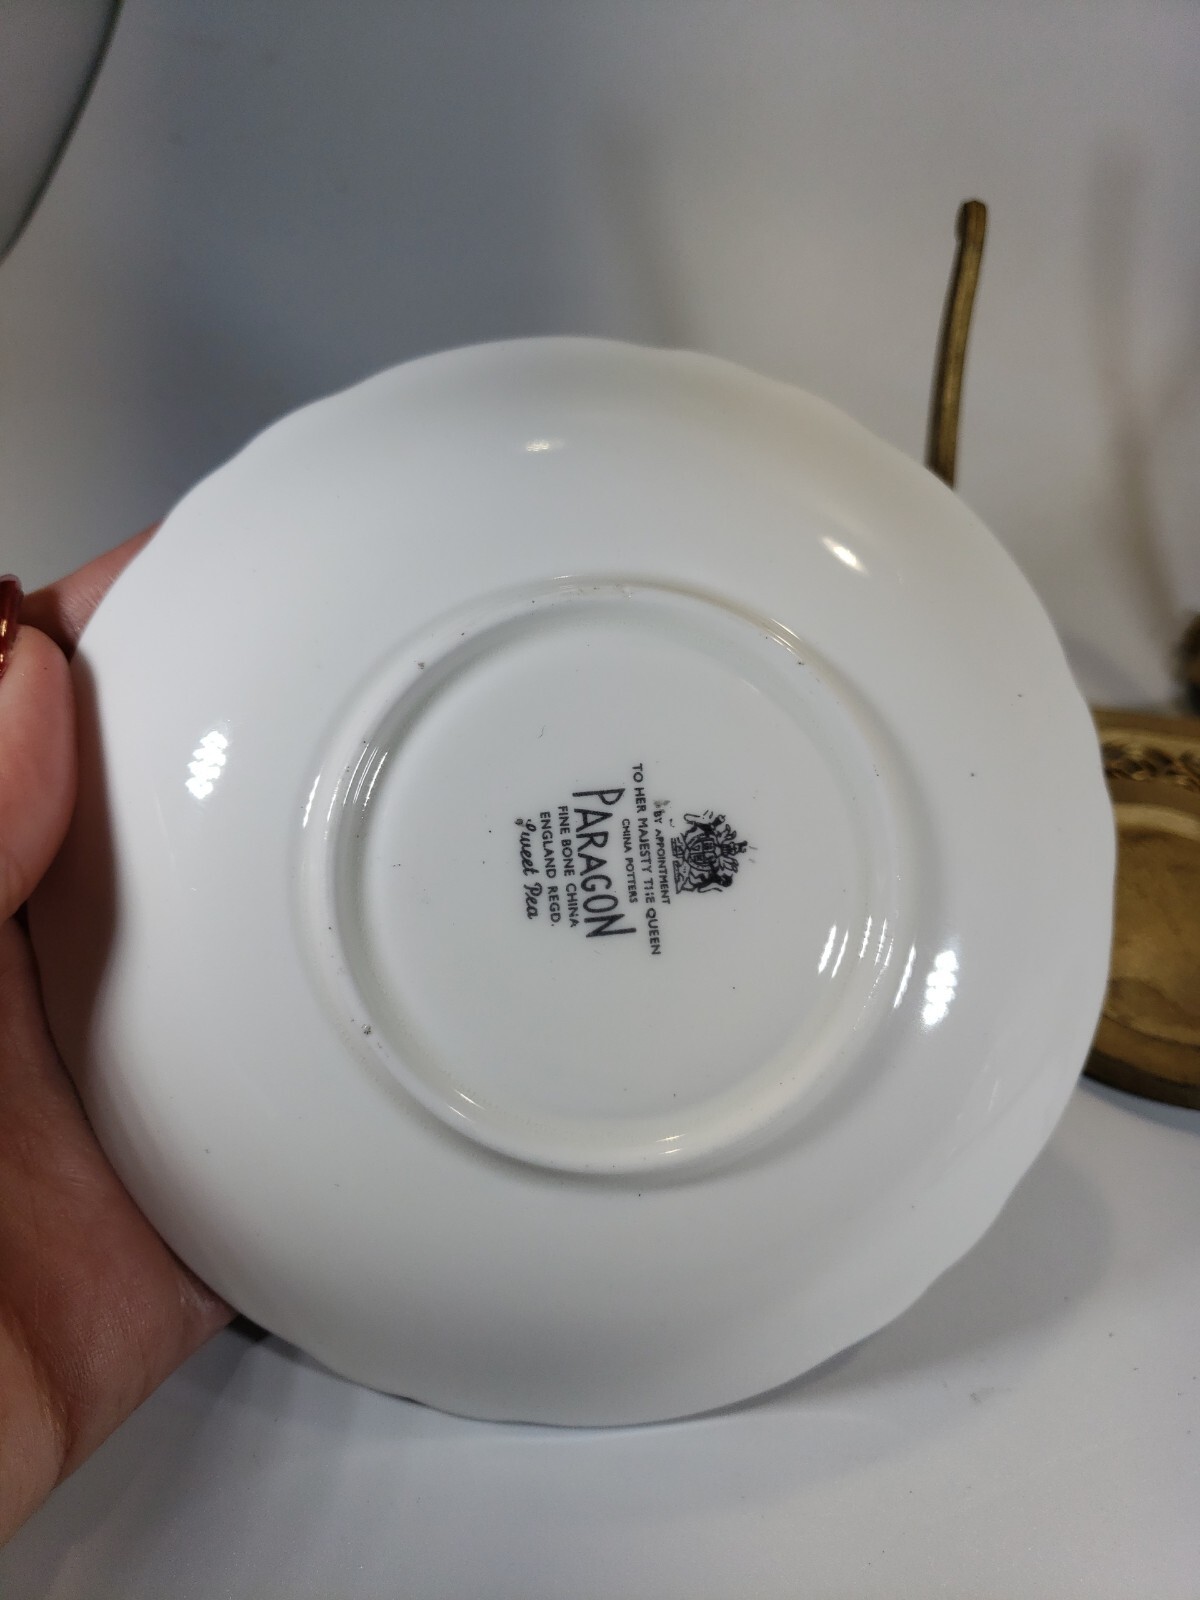 BY APPOINTMENT
TO HER MAJESTY THE QUEEN
CHINA POTTERS
PARAGON
FINE BONE CHINA
ENGLAND REGD.
Sweet Pea